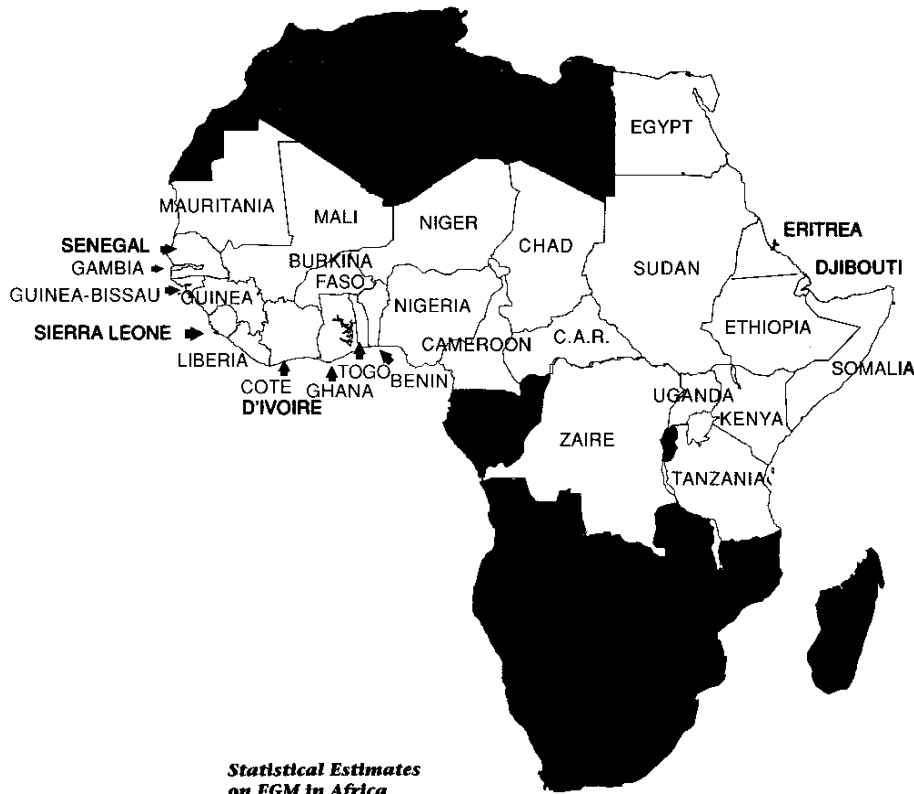 EGYPT
MAURITANIA
MALI
NIGER
CHAD
SUDAN
ERITREA
DJIBOUTI
SENEGAL
GAMBIA
GUINEA-BISSAU
GUINEA
BURKINA
FASO
NIGERIA
ETHIOPIA
SIERRA LEONE
LIBERIA
CAMEROON
C.A.R.
SOMALIA
COTE
D'IVOIRE
GHANA
TOGO
BENIN
UGANDA
KENYA
ZAIRE
TANZANIA
Statistical Estimates
on FGM in Africa